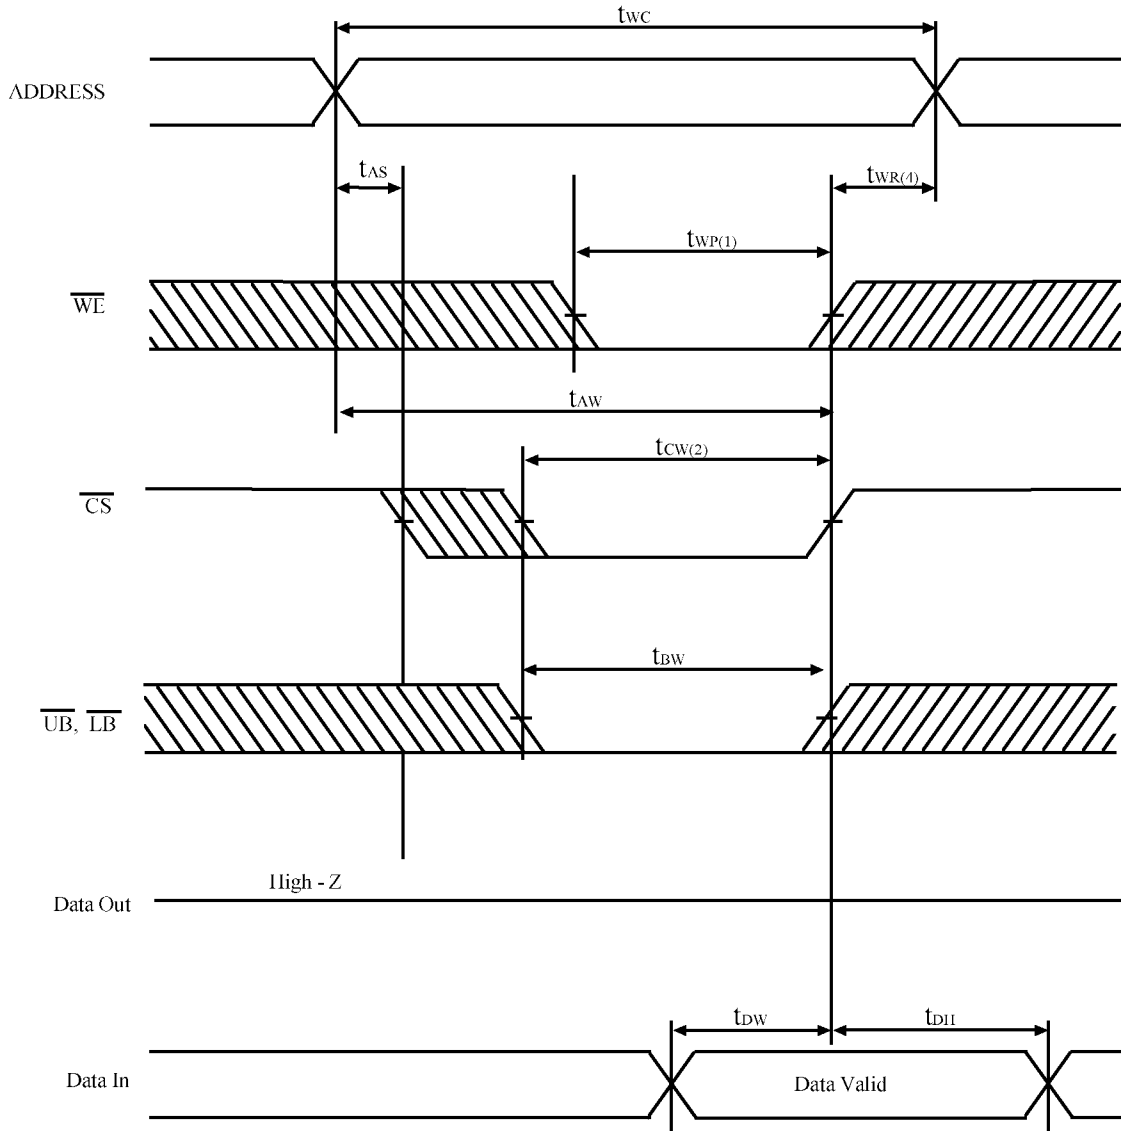 tWC
ADDRESS
tAS
tWR(4)
tWP(1)
WE
tAW
tCW(2)
CS
tBW
UB, LB
High - Z
Data Out
tDW
tDH
Data In
Data Valid